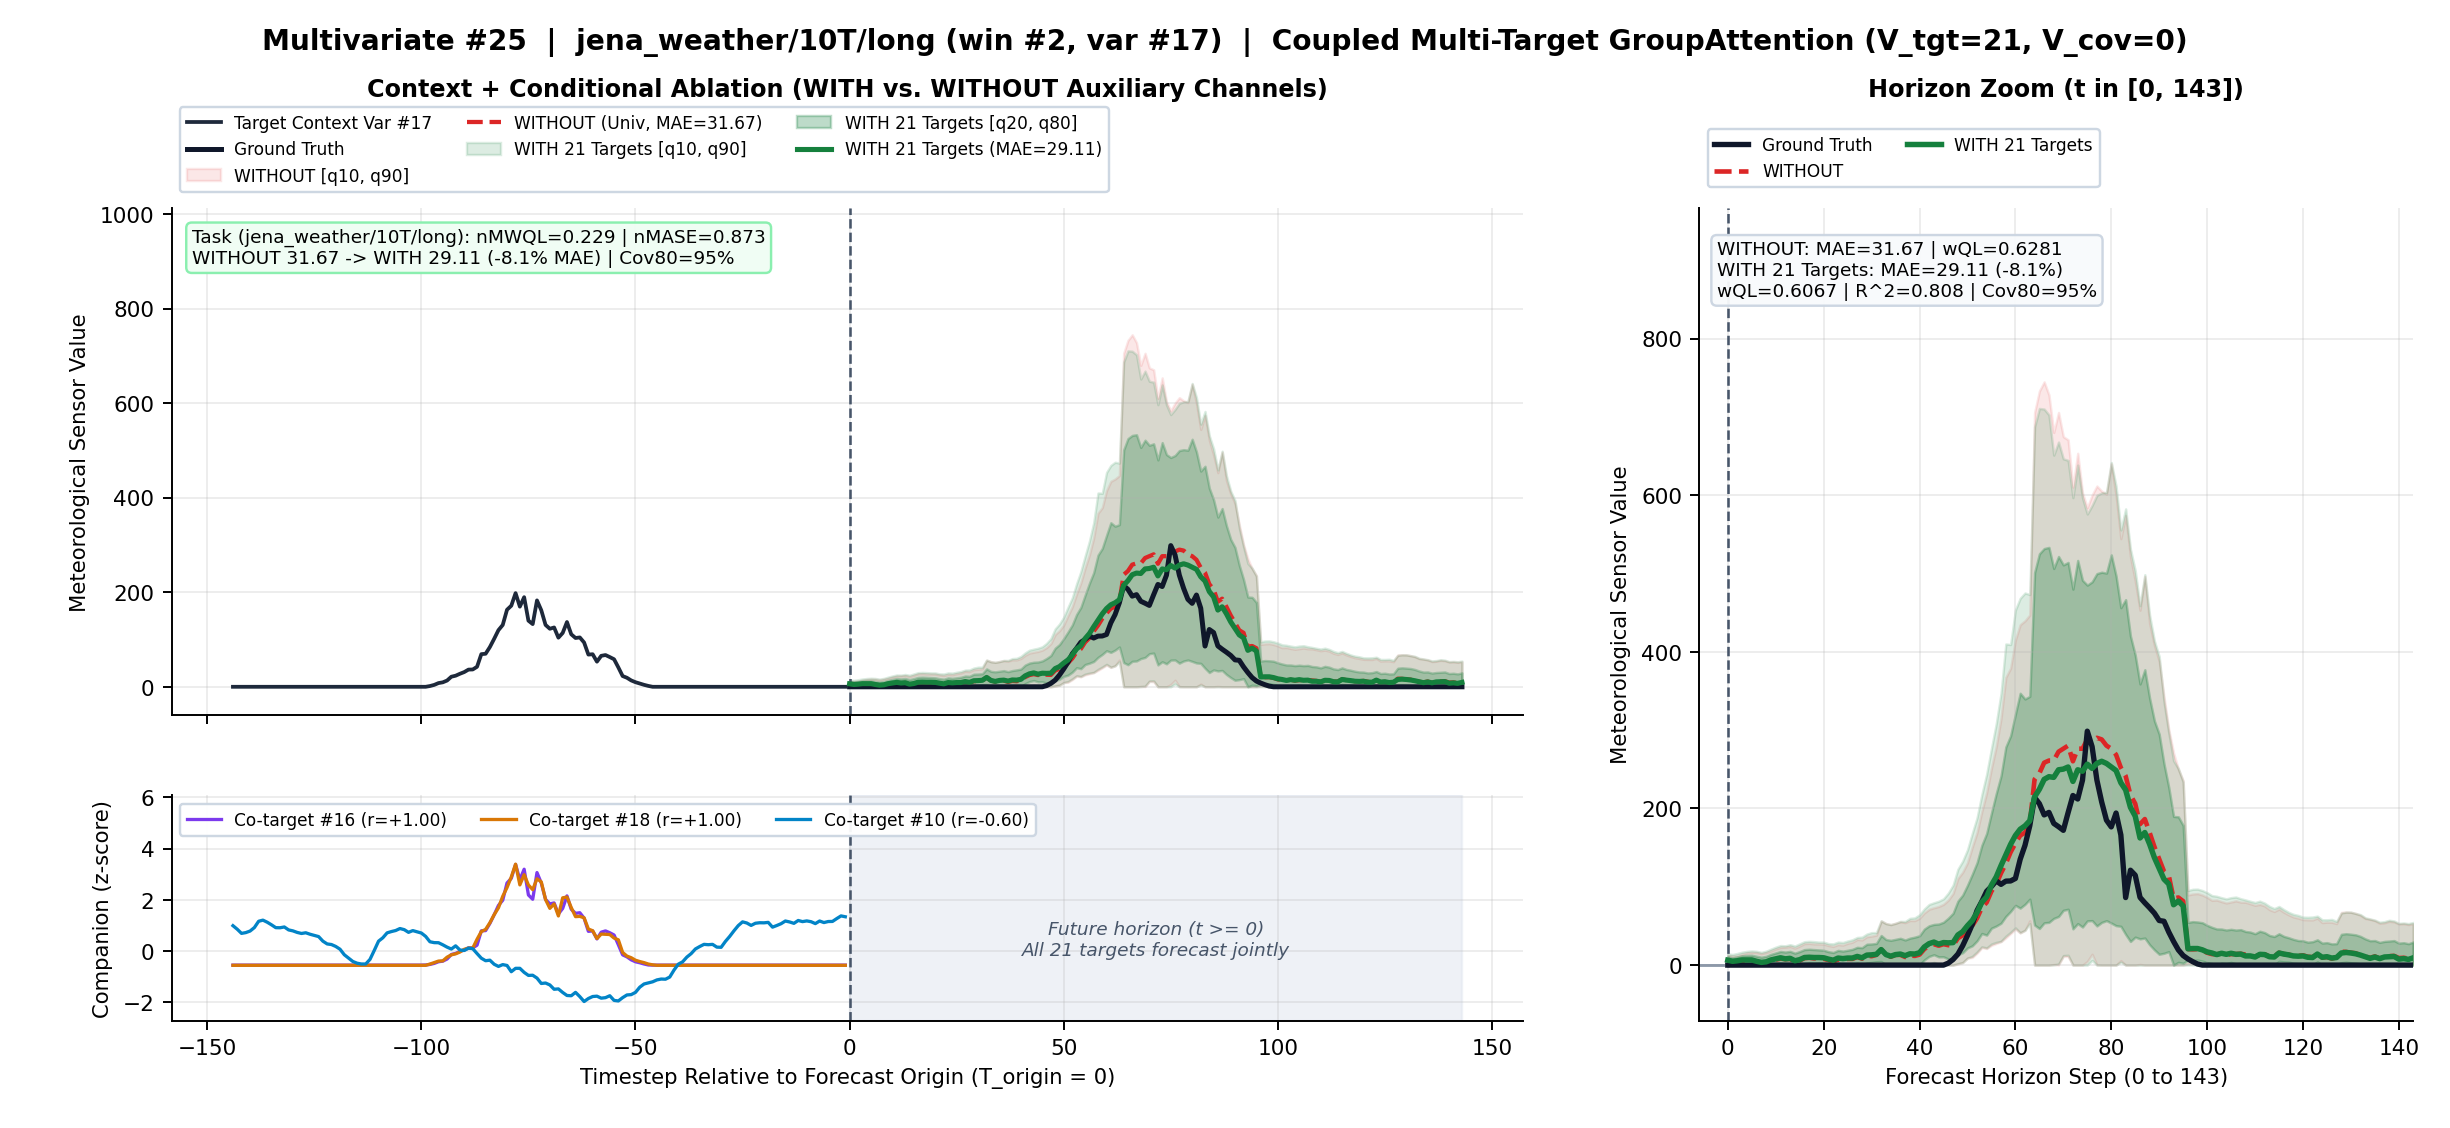 Multivariate #25 | jena_weather/10T/long (win #2, var #17) | Coupled Multi-Target GroupAttention (V_tgt=21, V_cov=0)
Context + Conditional Ablation (WITH vs. WITHOUT Auxiliary Channels)
Target Context Var #17
Ground Truth
WITHOUT [q10, q90]
WITHOUT (Univ, MAE=31.67)
WITH 21 Targets [q10, q90]
WITH 21 Targets [q20, q80]
WITH 21 Targets (MAE=29.11)
Task (jena_weather/10T/long): nMWQL=0.229 | nMASE=0.873
WITHOUT 31.67 -> WITH 29.11 (-8.1% MAE) | Cov80=95%
Meteorological Sensor Value
1000
800
600
400
200
0
Co-target #16 (r=+1.00)
Co-target #18 (r=+1.00)
Co-target #10 (r=-0.60)
Future horizon (t >= 0)
All 21 targets forecast jointly
Companion (z-score)
6
4
2
0
−2
−150
−100
−50
0
50
100
150
Timestep Relative to Forecast Origin (T_origin = 0)
Horizon Zoom (t in [0, 143])
Ground Truth
WITHOUT
WITH 21 Targets
WITHOUT: MAE=31.67 | wQL=0.6281
WITH 21 Targets: MAE=29.11 (-8.1%)
wQL=0.6067 | R^2=0.808 | Cov80=95%
Meteorological Sensor Value
800
600
400
200
0
0
20
40
60
80
100
120
140
Forecast Horizon Step (0 to 143)